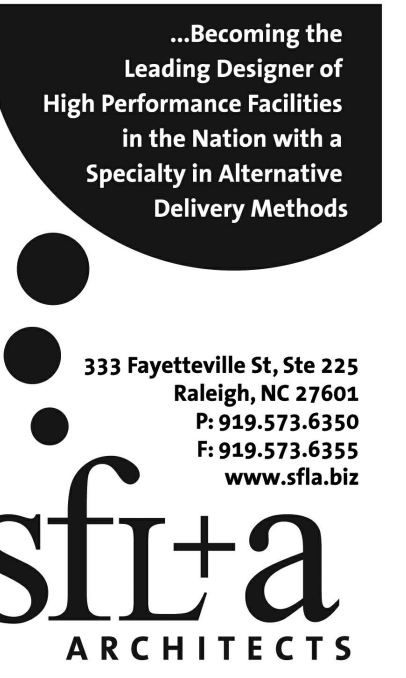 ...Becoming the
Leading Designer of
High Performance Facilities
in the Nation with a
Specialty in Alternative
Delivery Methods
333 Fayetteville St, Ste 225
Raleigh, NC 27601
P: 919.573.6350
F: 919.573.6355
www.sfla.biz
sfL+a
ARCHITECTS